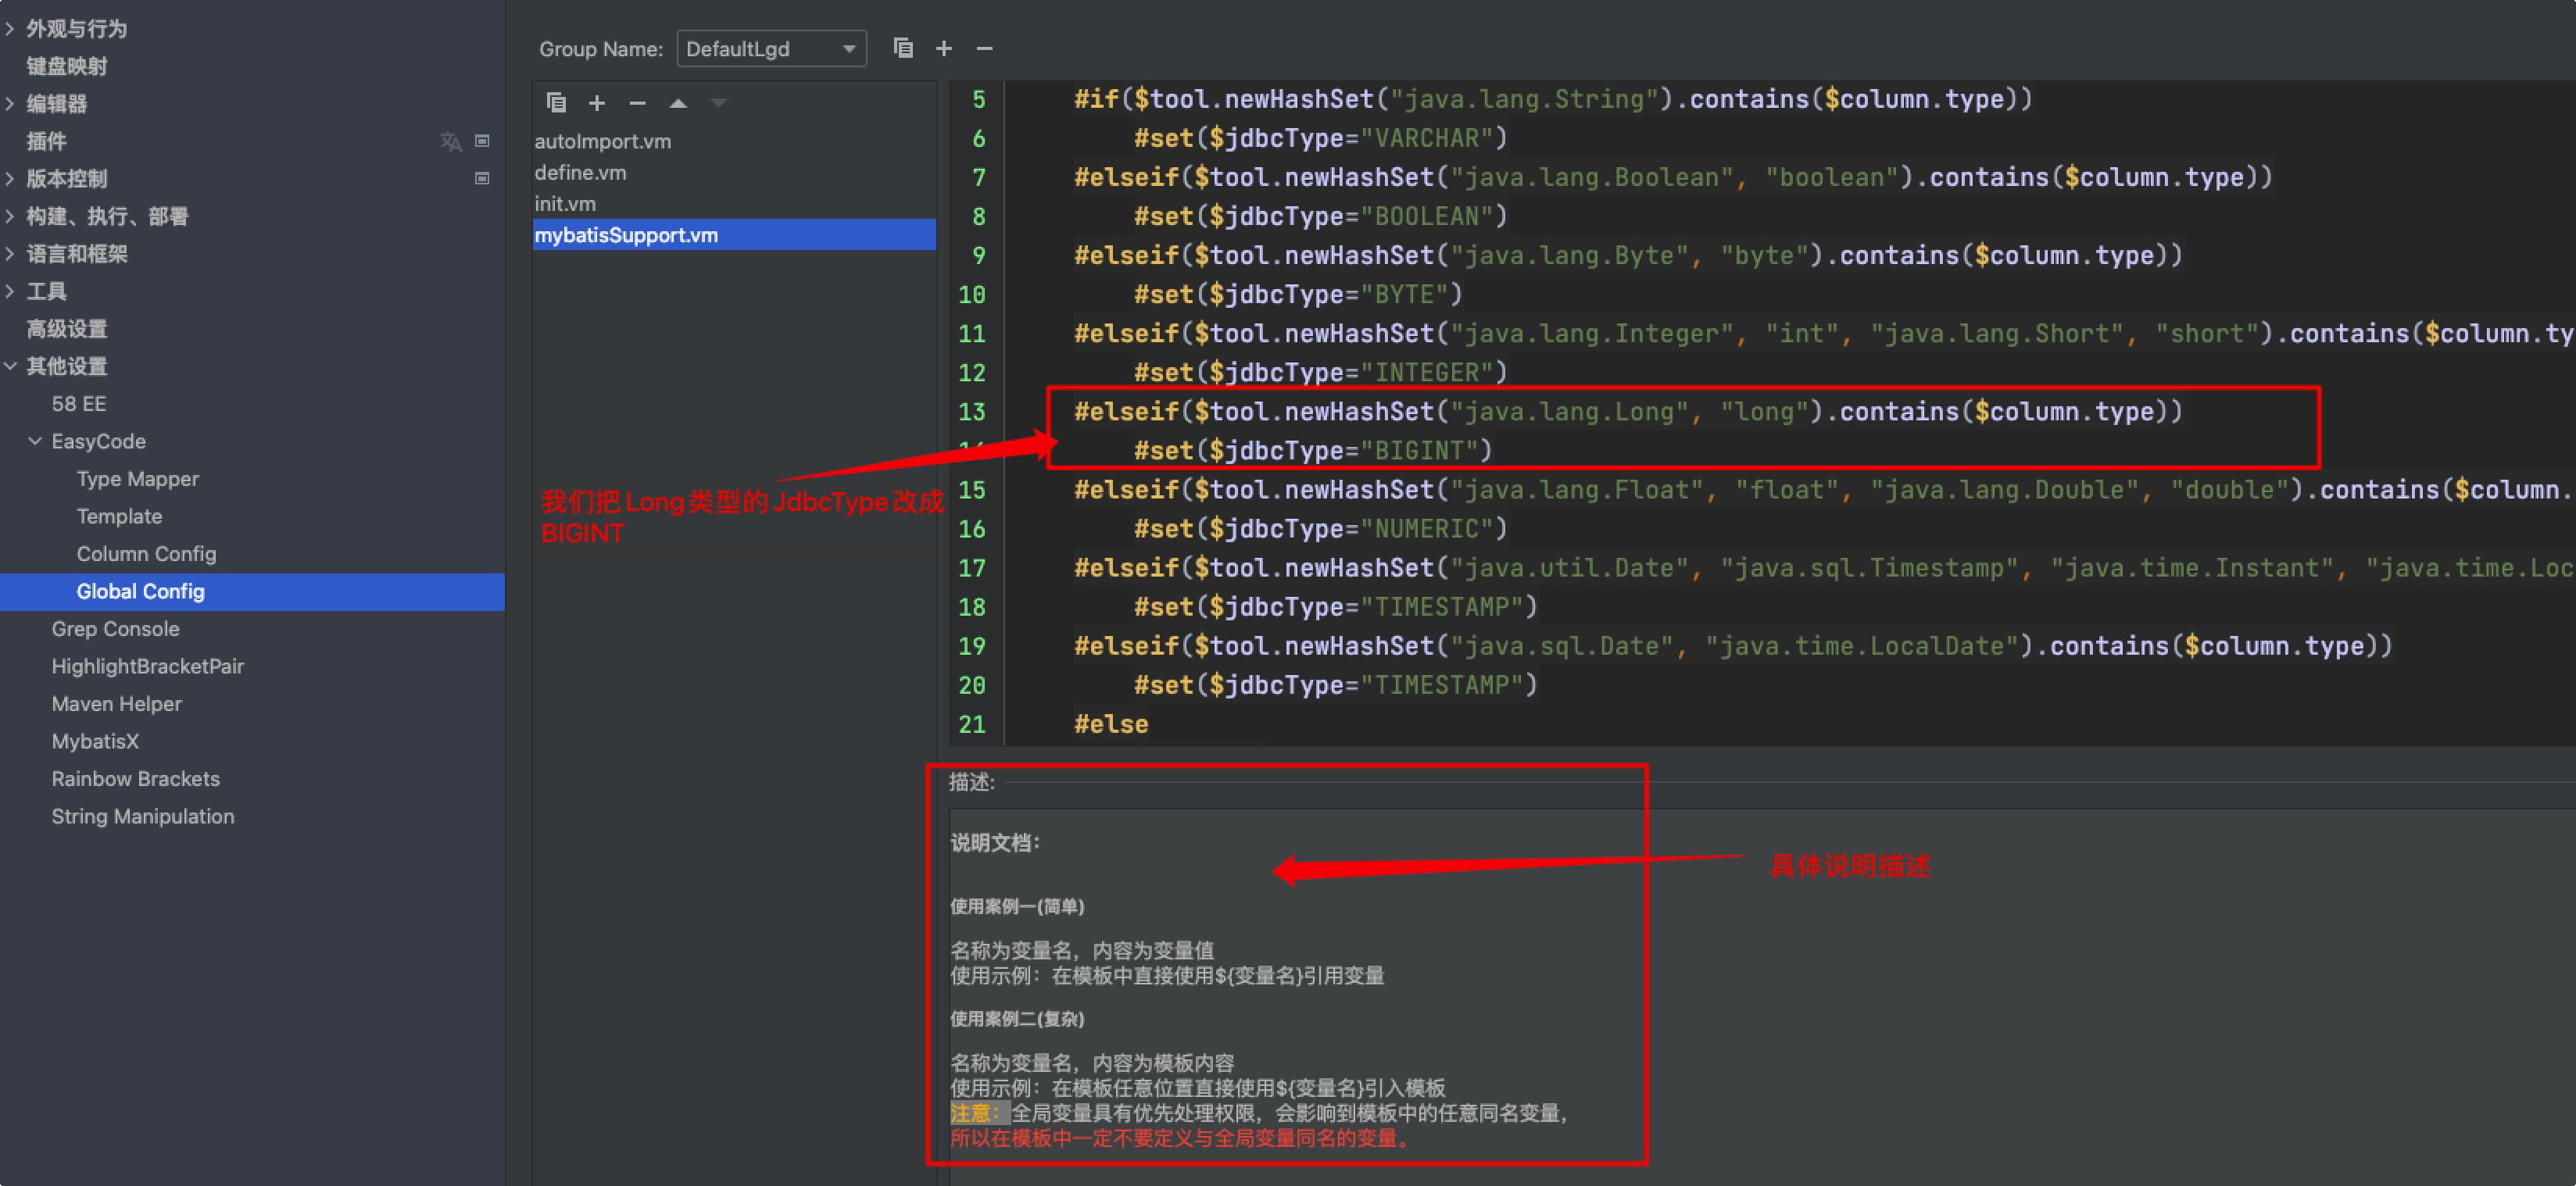 外观与行为
键盘映射
编辑器
插件
版本控制
构建、执行、部署
语言和框架
工具
高级设置
其他设置
58 EE
EasyCode
Type Mapper
Template
Column Config
Global Config
Grep Console
HighlightBracketPair
Maven Helper
MybatisX
Rainbow Brackets
String Manipulation
Group Name: DefaultLgd
autoImport.vm
define.vm
init.vm
mybatisSupport.vm
我们把Long类型的JdbcType改成
BIGINT
5 #if($tool.newHashSet("java.lang.String").contains($column.type))
6 #set($jdbcType="VARCHAR")
7 #elseif($tool.newHashSet("java.lang.Boolean", "boolean").contains($column.type))
8 #set($jdbcType="BOOLEAN")
9 #elseif($tool.newHashSet("java.lang.Byte", "byte").contains($column.type))
10 #set($jdbcType="BYTE")
11 #elseif($tool.newHashSet("java.lang.Integer", "int", "java.lang.Short", "short").contains($column.ty
12 #set($jdbcType="INTEGER")
13 #elseif($tool.newHashSet("java.lang.Long", "long").contains($column.type))
#set($jdbcType="BIGINT")
15 #elseif($tool.newHashSet("java.lang.Float", "float", "java.lang.Double", "double").contains($column.
16 #set($jdbcType="NUMERIC")
17 #elseif($tool.newHashSet("java.util.Date", "java.sql.Timestamp", "java.time.Instant", "java.time.Loc
18 #set($jdbcType="TIMESTAMP")
19 #elseif($tool.newHashSet("java.sql.Date", "java.time.LocalDate").contains($column.type))
20 #set($jdbcType="TIMESTAMP")
21 #else
描述:
说明文档：
具体说明描述
使用案例一(简单)
名称为变量名，内容为变量值
使用示例：在模板中直接使用${变量名}引用变量
使用案例二(复杂)
名称为变量名，内容为模板内容
使用示例：在模板任意位置直接使用${变量名}引入模板
注意：全局变量具有优先处理权限，会影响到模板中的任意同名变量，
所以在模板中一定不要定义与全局变量同名的变量。